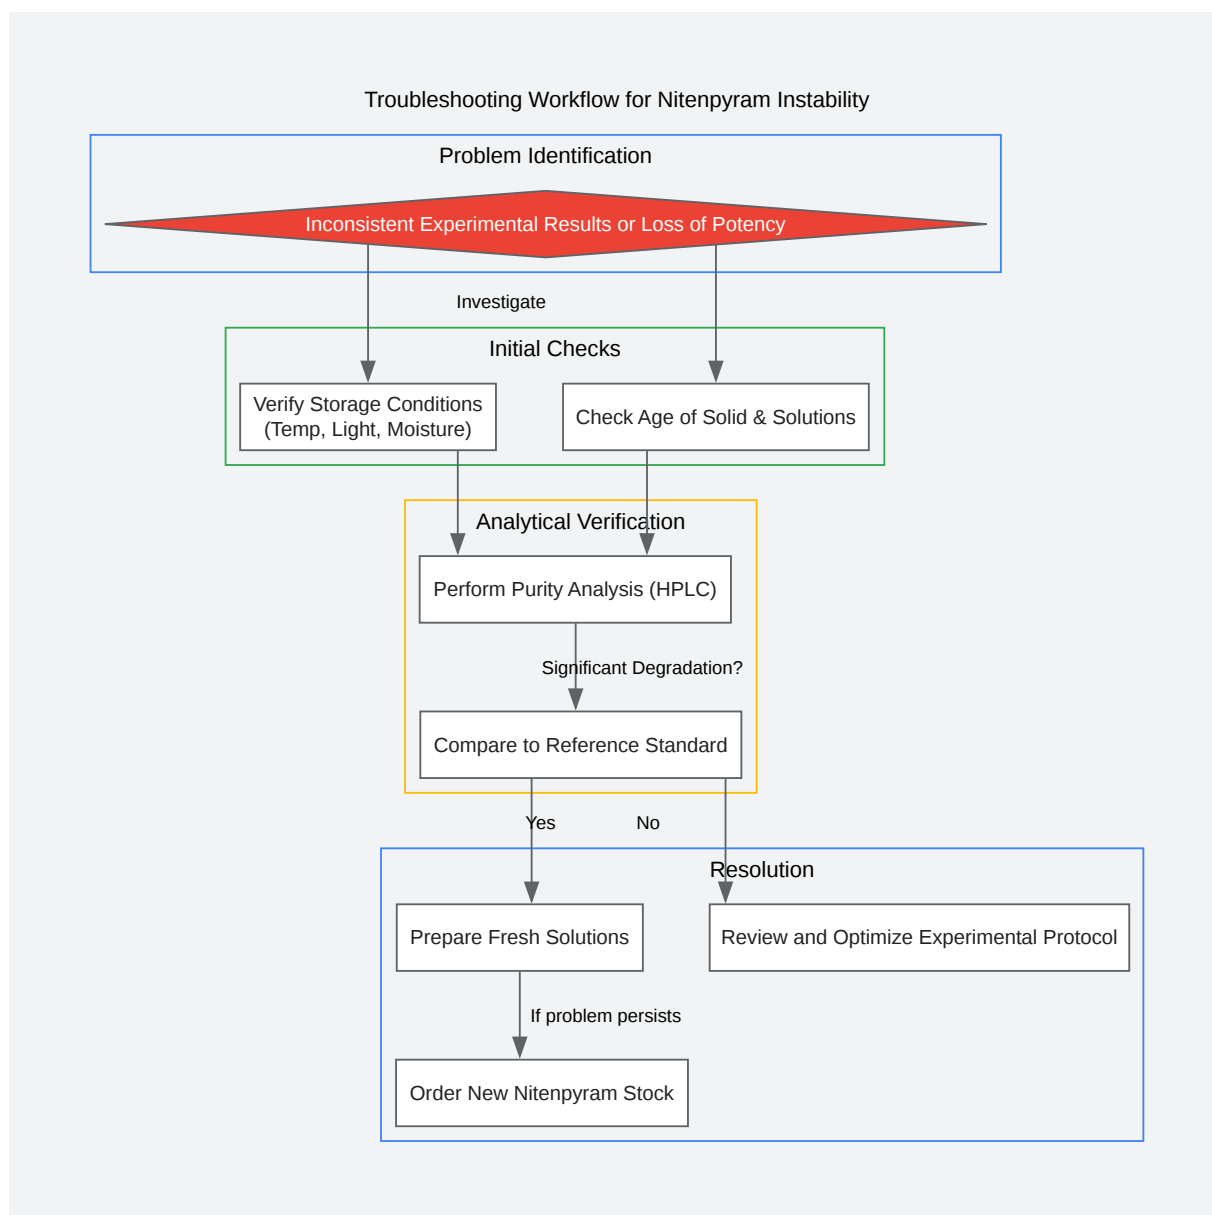 Troubleshooting Workflow for Nitenpyram Instability
Problem Identification
Inconsistent Experimental Results or Loss of Potency
Investigate
Initial Checks
Verify Storage Conditions
(Temp, Light, Moisture)
Check Age of Solid & Solutions
Analytical Verification
Perform Purity Analysis (HPLC)
Significant Degradation?
Compare to Reference Standard
Yes
No
Resolution
Prepare Fresh Solutions
Review and Optimize Experimental Protocol
If problem persists
Order New Nitenpyram Stock